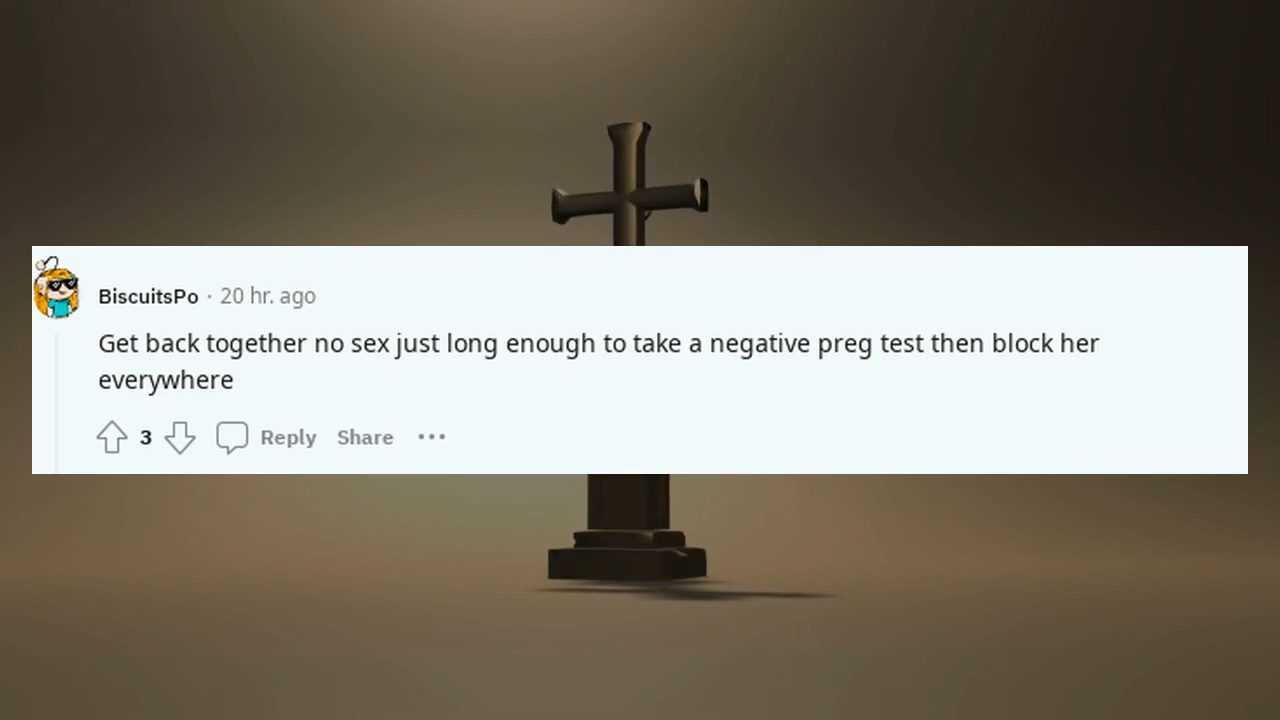 BiscuitsPo · 20 hr. ago
Get back together no sex just long enough to take a negative preg test then block her
everywhere
3 Reply Share ···